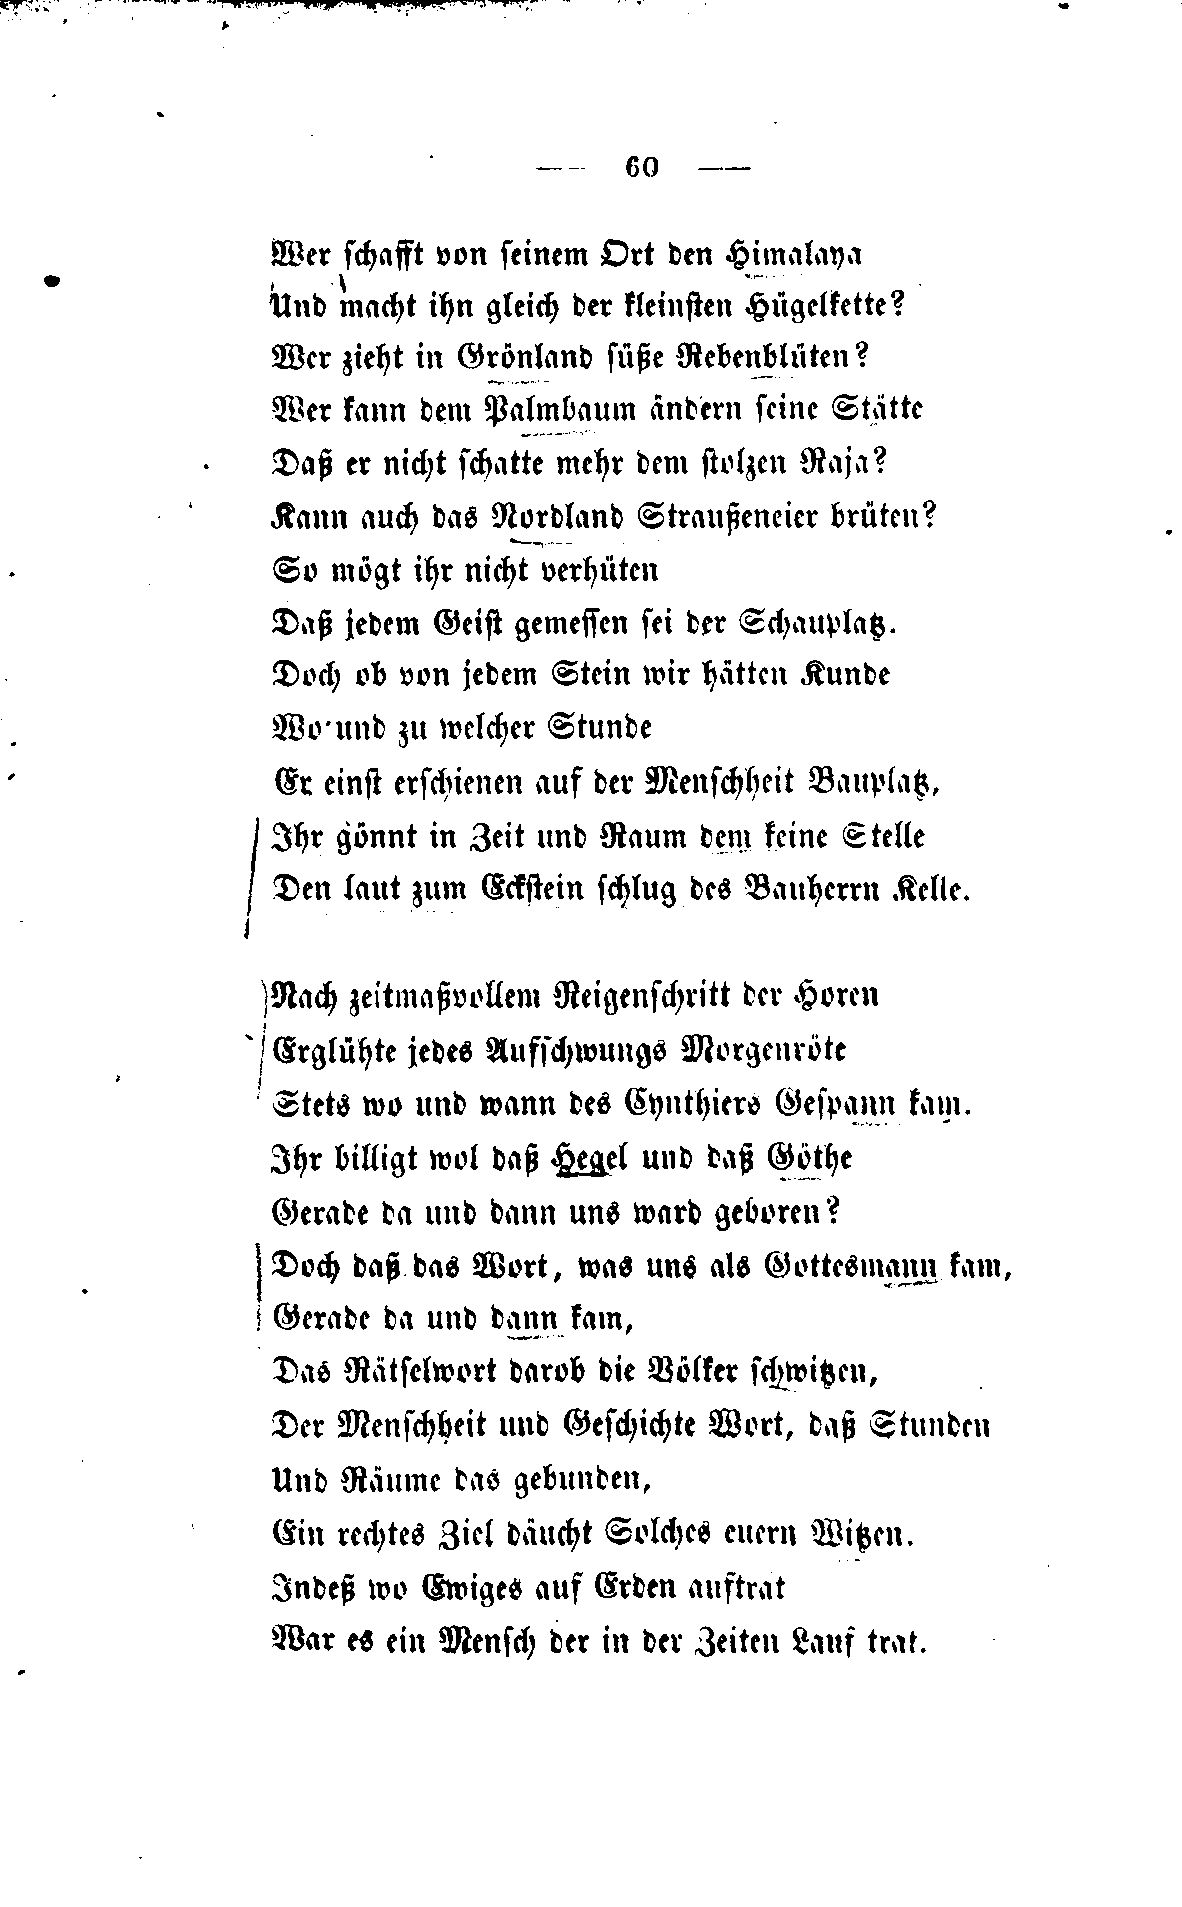 — 60 —
Wer schafft von seinem Ort den Himalaya
Und macht ihn gleich der kleinsten Hügelkette?
Wer zieht in Grönland süße Rebenblüten?
Wer kann dem Palmbaum ändern seine Stätte
Daß er nicht schatte mehr dem stolzen Raja?
Kann auch das Nordland Straußeneier brüten?
So mögt ihr nicht verhüten
Daß jedem Geist gemessen sei der Schauplatz.
Doch ob von jedem Stein wir hätten Kunde
Wo und zu welcher Stunde
Er einst erschienen auf der Menschheit Bauplatz,
Ihr gönnt in Zeit und Raum dem keine Stelle
Den laut zum Eckstein schlug des Bauherrn Kelle.
Nach zeitmaßvollem Reigenschritt der Horen
Erglühte jedes Aufschwungs Morgenröte
Stets wo und wann des Cynthiers Gespann kam.
Ihr billigt wol daß Hegel und daß Göthe
Gerade da und dann uns ward geboren?
Doch daß das Wort, was uns als Gottesmann kam,
Gerade da und dann kam,
Das Rätselwort darob die Völker schwitzen,
Der Menschheit und Geschichte Wort, daß Stunden
Und Räume das gebunden,
Ein rechtes Ziel däucht Solches euern Witzen.
Indeß wo Ewiges auf Erden auftrat
War es ein Mensch der in der Zeiten Lauf trat.